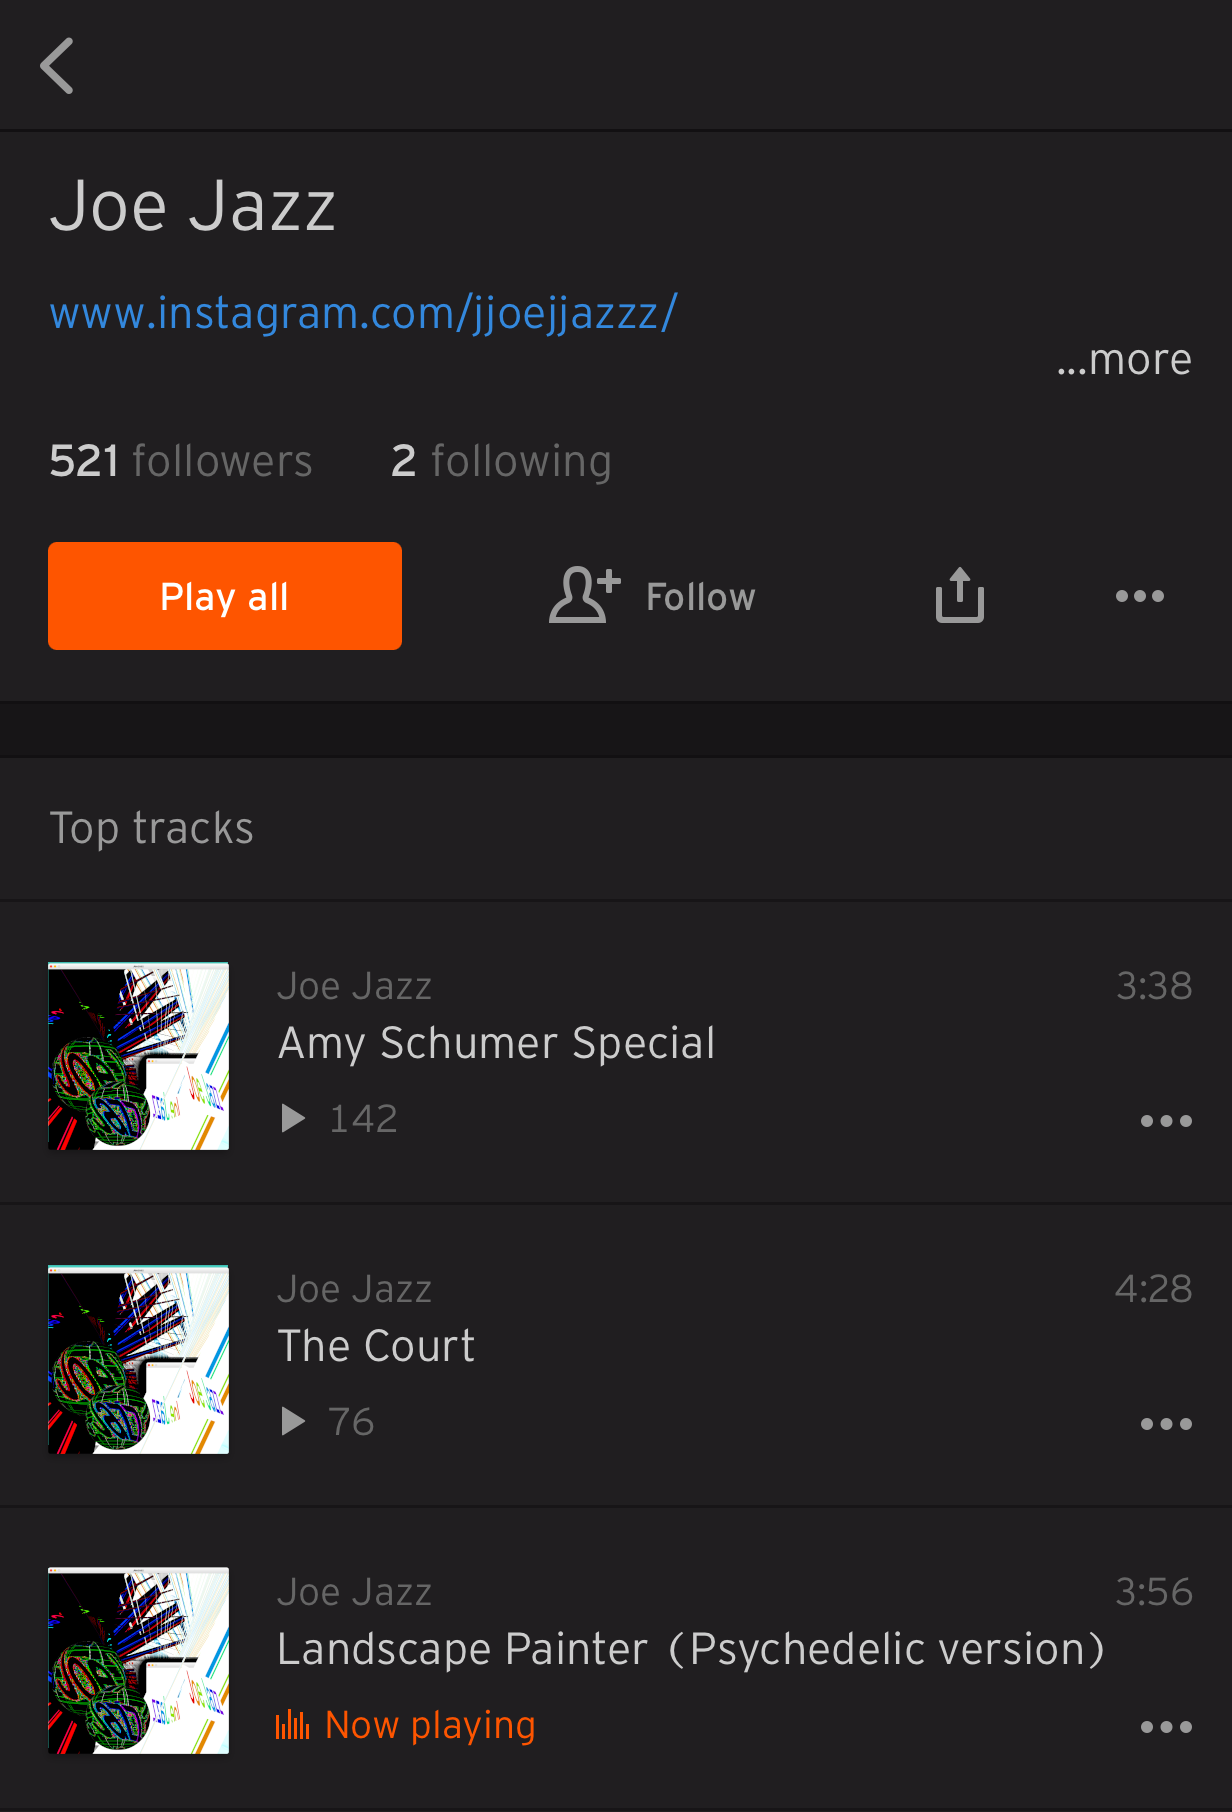 Joe Jazz
www.instagram.com/jjoejjazzz/
...more
521 followers 2 following
Play all Follow
Top tracks
Joe Jazz 3:38
Amy Schumer Special
142
Joe Jazz 4:28
The Court
76
Joe Jazz 3:56
Landscape Painter (Psychedelic version)
Now playing